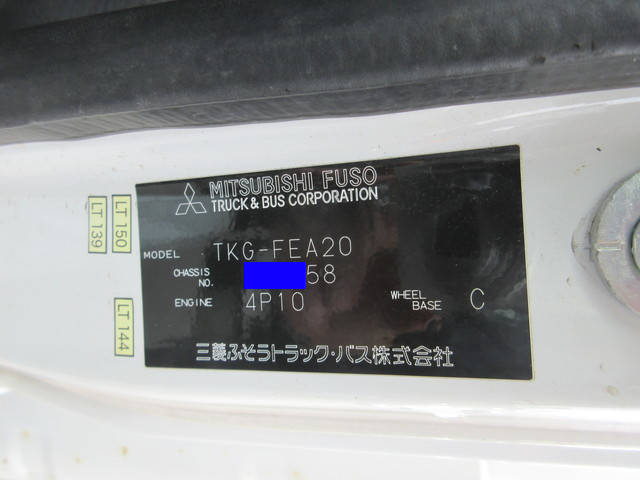 MITSUBISHI FUSO
TRUCK & BUS CORPORATION
MODEL TKG-FEA20
CHASSIS NO. 58
ENGINE 4P10
WHEEL BASE C
三菱ふそうトラック・バス株式会社
LT 139
LT 150
LT 144